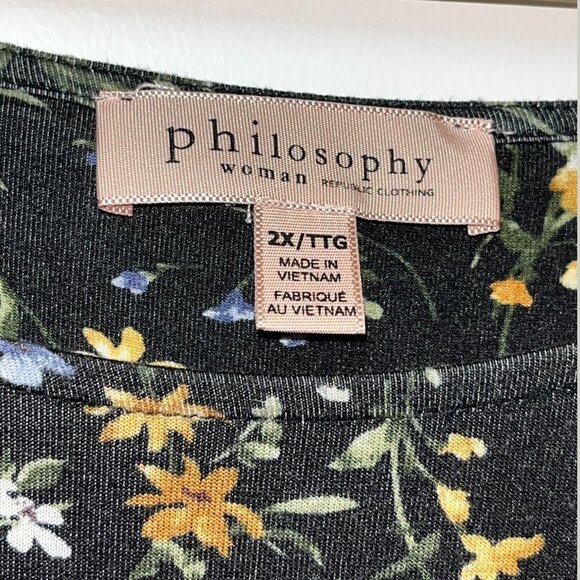 philosophy
woman REPUBLIC CLOTHING
2X/TTG
MADE IN
VIETNAM
FABRIQUÉ
AU VIETNAM